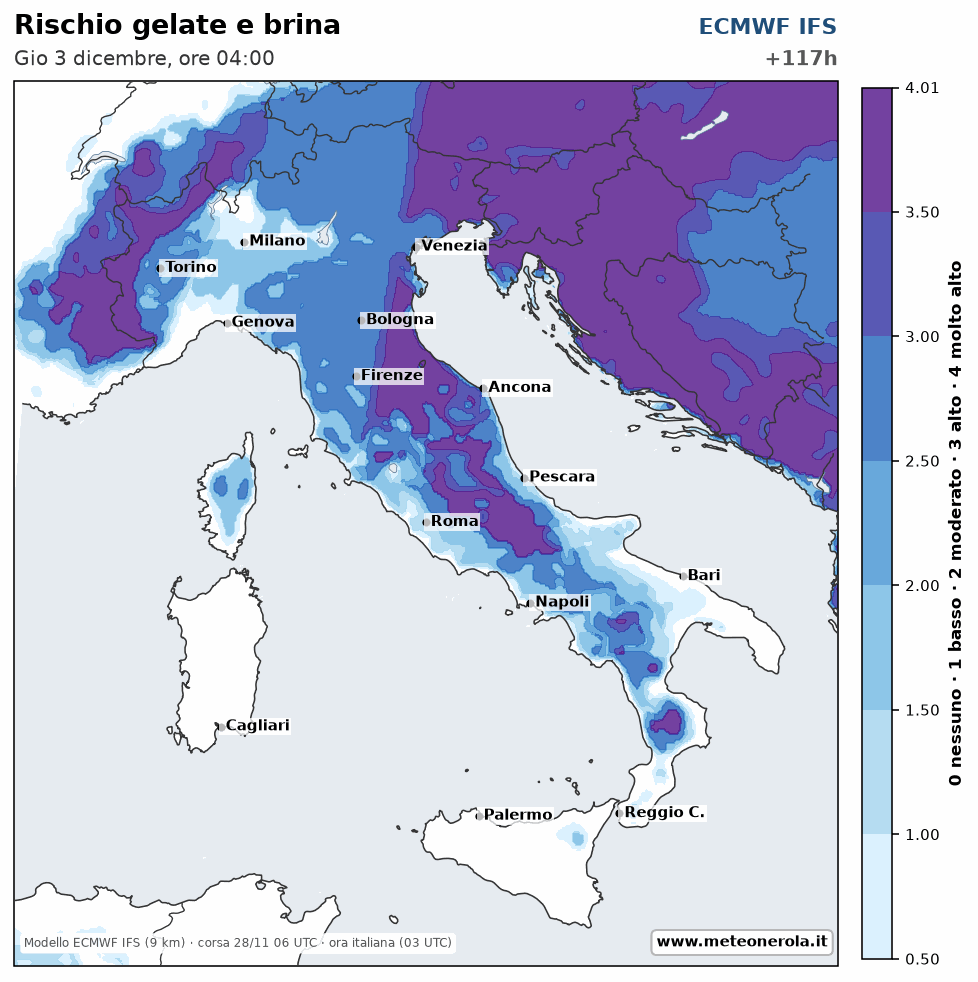 Rischio gelate e brina
ECMWF IFS
Gio 3 dicembre, ore 04:00
+117h
4.01
3.50
3.00
2.50
2.00
1.50
1.00
0.50
0 nessuno · 1 basso · 2 moderato · 3 alto · 4 molto alto
Milano
Venezia
Torino
Genova
Bologna
Firenze
Ancona
Pescara
Roma
Bari
Napoli
Cagliari
Palermo
Reggio C.
Modello ECMWF IFS (9 km) · corsa 28/11 06 UTC · ora italiana (03 UTC)
www.meteonerola.it